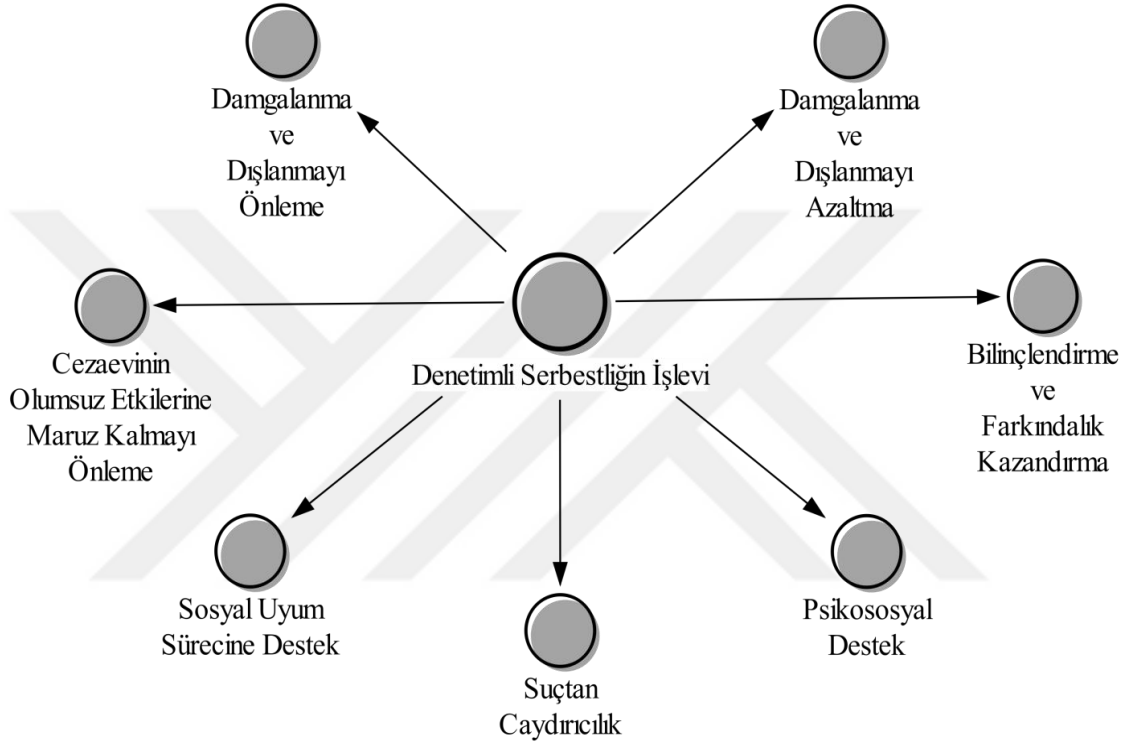 Damgalanma
ve
Dışlanmayı
Önleme
Damgalanma
ve
Dışlanmayı
Azaltma
Cezaevinin
Olumsuz Etkilerine
Maruz Kalmayı
Önleme
Denetimli Serbestliğin İşlevi
Bilinçlendirme
ve
Farkındalık
Kazandırma
Sosyal Uyum
Sürecine Destek
Suçtan
Caydırıcılık
Psikososyal
Destek